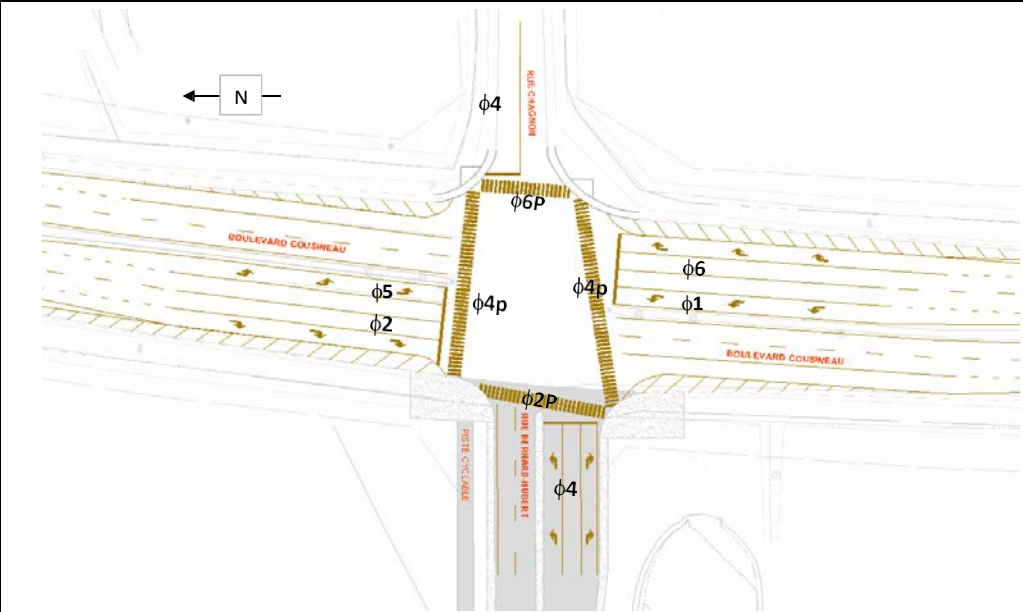 ϕ4
RUE CHAGNON
N
ϕ6P
BOULEVARD COUSINEAU
ϕ6
ϕ5
ϕ4p
ϕ4p
ϕ1
ϕ2
BOULEVARD COUSINEAU
ϕ2P
PISTE CYCLABLE
RUE BERNARD-HUBERT
ϕ4